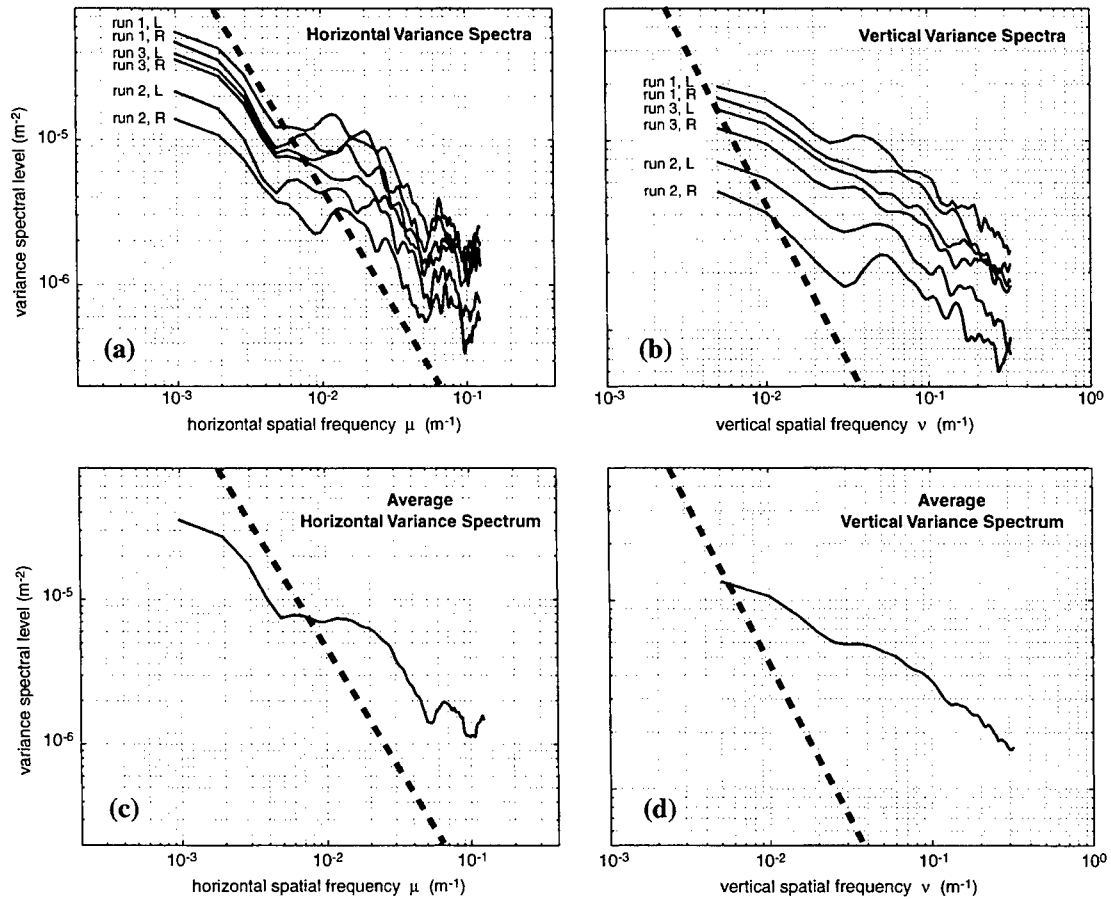 Horizontal Variance Spectra
run 1, L
run 1, R
run 3, L
run 3, R
run 2, L
run 2, R
variance spectral level (m⁻²)
10⁻⁵
10⁻⁶
(a)
10⁻³ 10⁻² 10⁻¹
horizontal spatial frequency μ (m⁻¹)
Vertical Variance Spectra
run 1, L
run 1, R
run 3, L
run 3, R
run 2, L
run 2, R
(b)
10⁻³ 10⁻² 10⁻¹ 10⁰
vertical spatial frequency ν (m⁻¹)
Average
Horizontal Variance Spectrum
variance spectral level (m⁻²)
10⁻⁵
10⁻⁶
(c)
10⁻³ 10⁻² 10⁻¹
horizontal spatial frequency μ (m⁻¹)
Average
Vertical Variance Spectrum
(d)
10⁻³ 10⁻² 10⁻¹ 10⁰
vertical spatial frequency ν (m⁻¹)